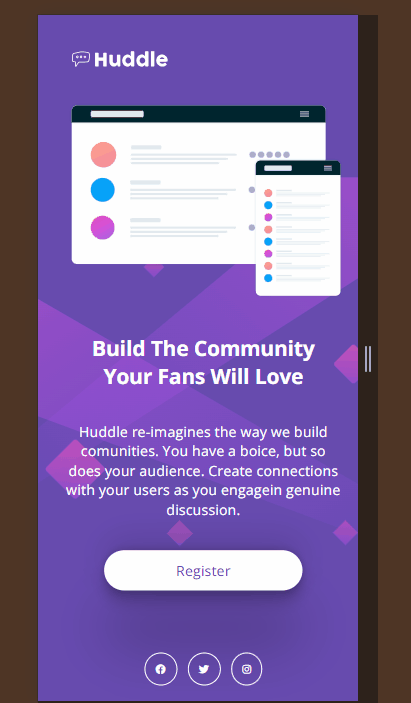 Huddle
Build The Community
Your Fans Will Love
Huddle re-imagines the way we build
comunities. You have a boice, but so
does your audience. Create connections
with your users as you engagein genuine
discussion.
Register